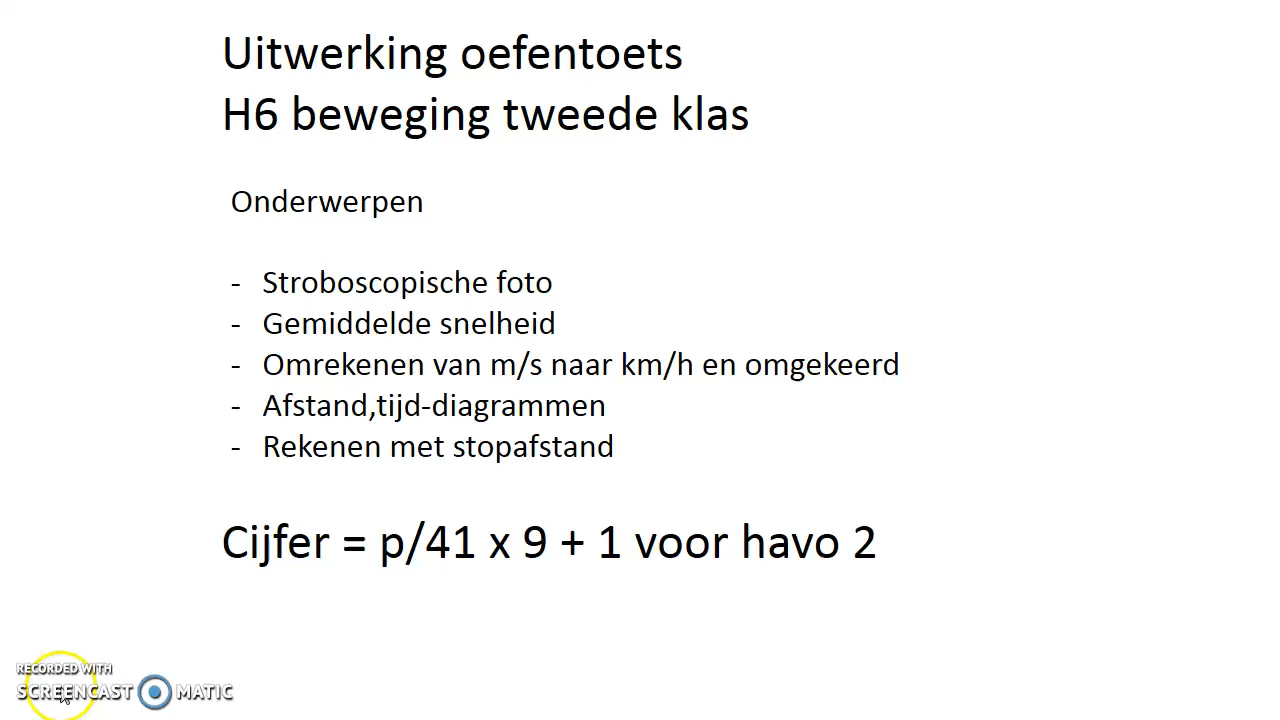 Uitwerking oefentoets
H6 beweging tweede klas
Onderwerpen
- Stroboscopische foto
- Gemiddelde snelheid
- Omrekenen van m/s naar km/h en omgekeerd
- Afstand,tijd-diagrammen
- Rekenen met stopafstand
Cijfer = p/41 x 9 + 1 voor havo 2
RECORDED WITH
SCREENCAST MATIC